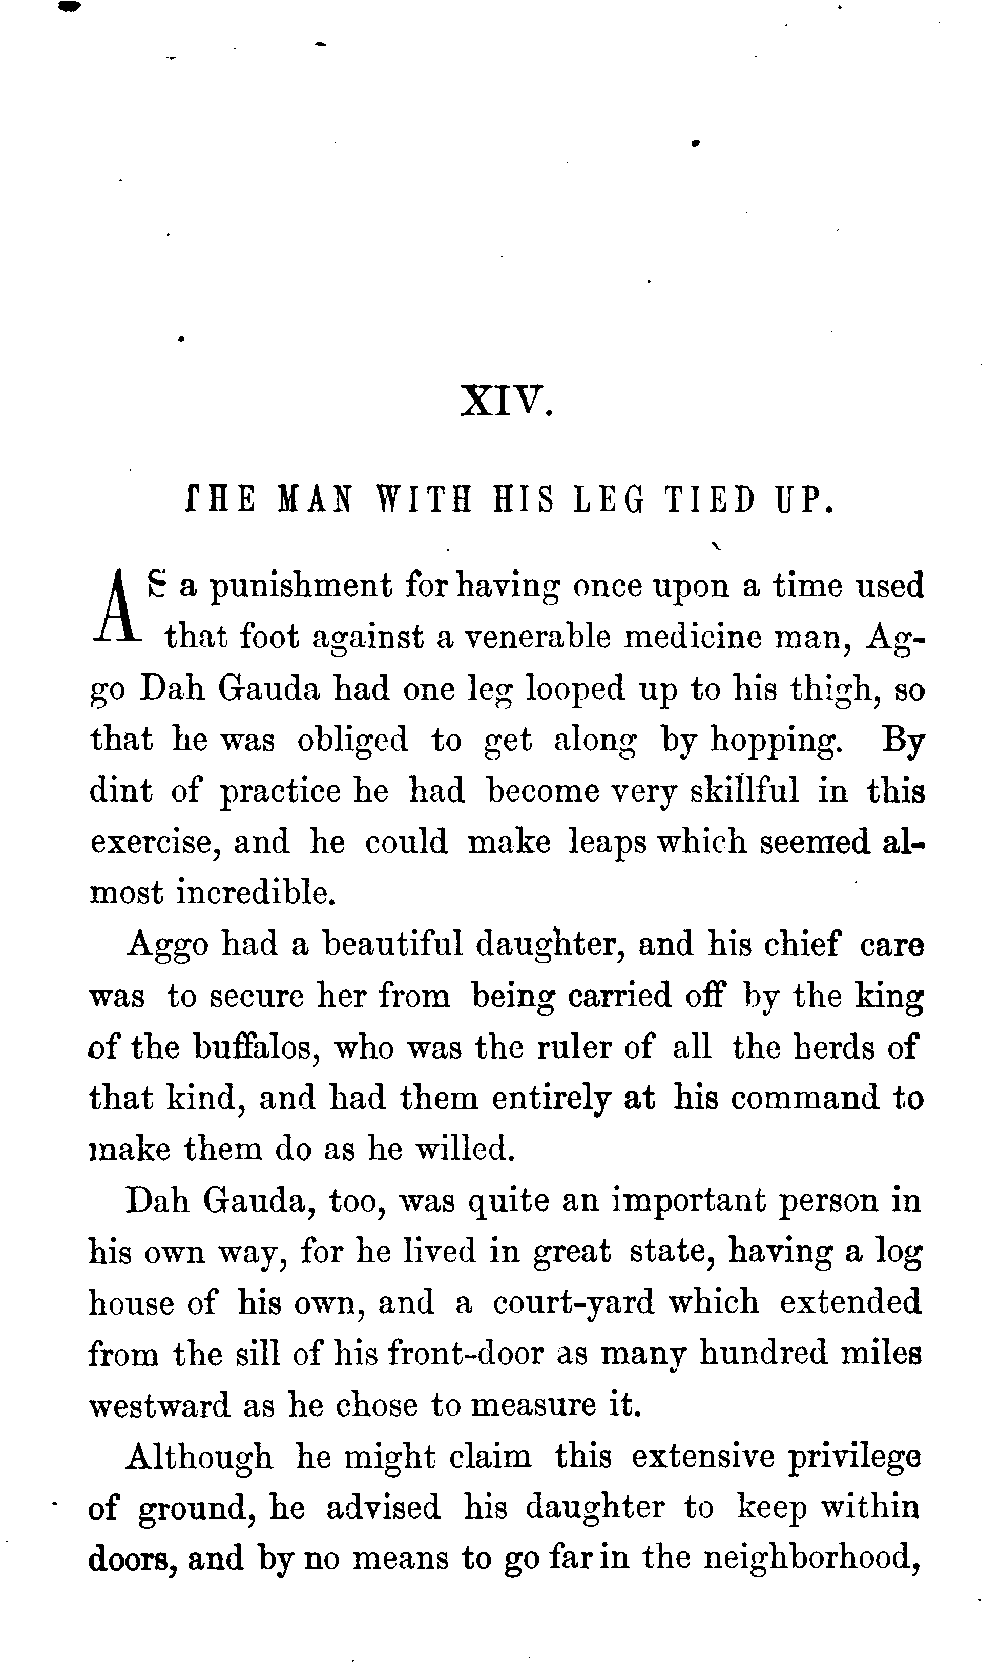 XIV.
THE MAN WITH HIS LEG TIED UP.
AS a punishment for having once upon a time used
that foot against a venerable medicine man, Ag-
go Dah Gauda had one leg looped up to his thigh, so
that he was obliged to get along by hopping. By
dint of practice he had become very skillful in this
exercise, and he could make leaps which seemed al-
most incredible.
Aggo had a beautiful daughter, and his chief care
was to secure her from being carried off by the king
of the buffalos, who was the ruler of all the herds of
that kind, and had them entirely at his command to
make them do as he willed.
Dah Gauda, too, was quite an important person in
his own way, for he lived in great state, having a log
house of his own, and a court-yard which extended
from the sill of his front-door as many hundred miles
westward as he chose to measure it.
Although he might claim this extensive privilege
of ground, he advised his daughter to keep within
doors, and by no means to go far in the neighborhood,